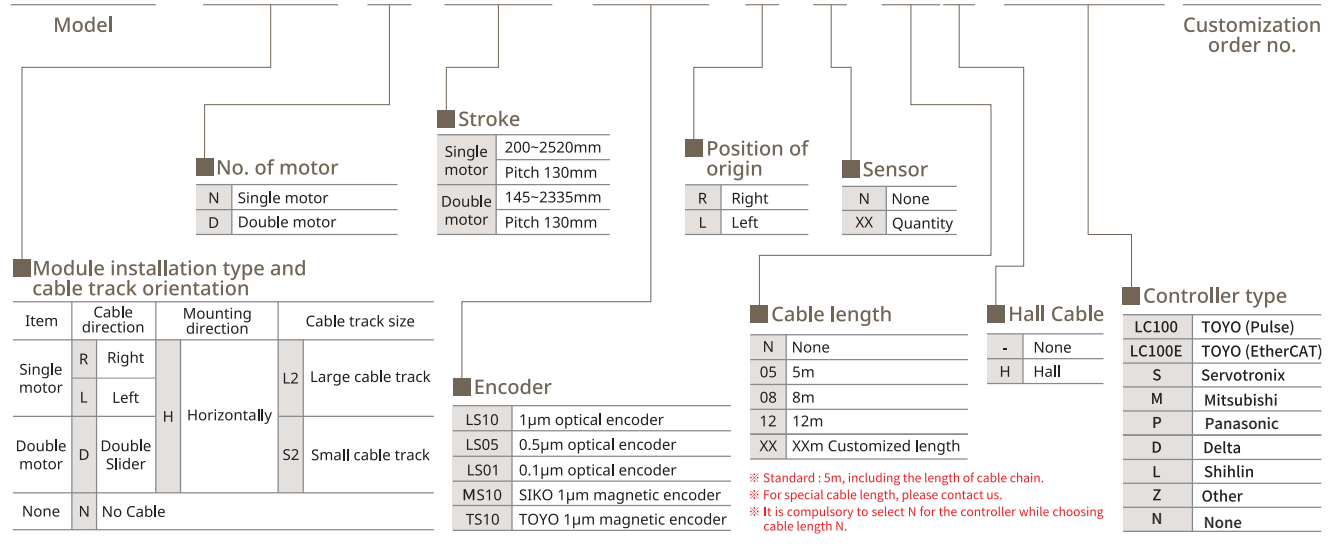 Model
Customization
order no.
■Stroke
Single
motor
200~2520mm
Pitch 130mm
Double
motor
145~2335mm
Pitch 130mm
■No. of motor
N Single motor
D Double motor
■Position of
origin
R Right
L Left
■Sensor
N None
XX Quantity
■Module installation type and
cable track orientation
Item
Cable
direction
Mounting
direction
Cable track size
Single
motor
R Right
L Left
H Horizontally
L2 Large cable track
Double
motor
D Double
Slider
S2 Small cable track
None N No Cable
■Encoder
LS10 1μm optical encoder
LS05 0.5μm optical encoder
LS01 0.1μm optical encoder
MS10 SIKO 1μm magnetic encoder
TS10 TOYO 1μm magnetic encoder
■Cable length
N None
05 5m
08 8m
12 12m
XX XXm Customized length
※ Standard : 5m, including the length of cable chain.
※ For special cable length, please contact us.
※ It is compulsory to select N for the controller while choosing
cable length N.
■Hall Cable
- None
H Hall
■Controller type
LC100 TOYO (Pulse)
LC100E TOYO (EtherCAT)
S Servotronix
M Mitsubishi
P Panasonic
D Delta
L Shihlin
Z Other
N None